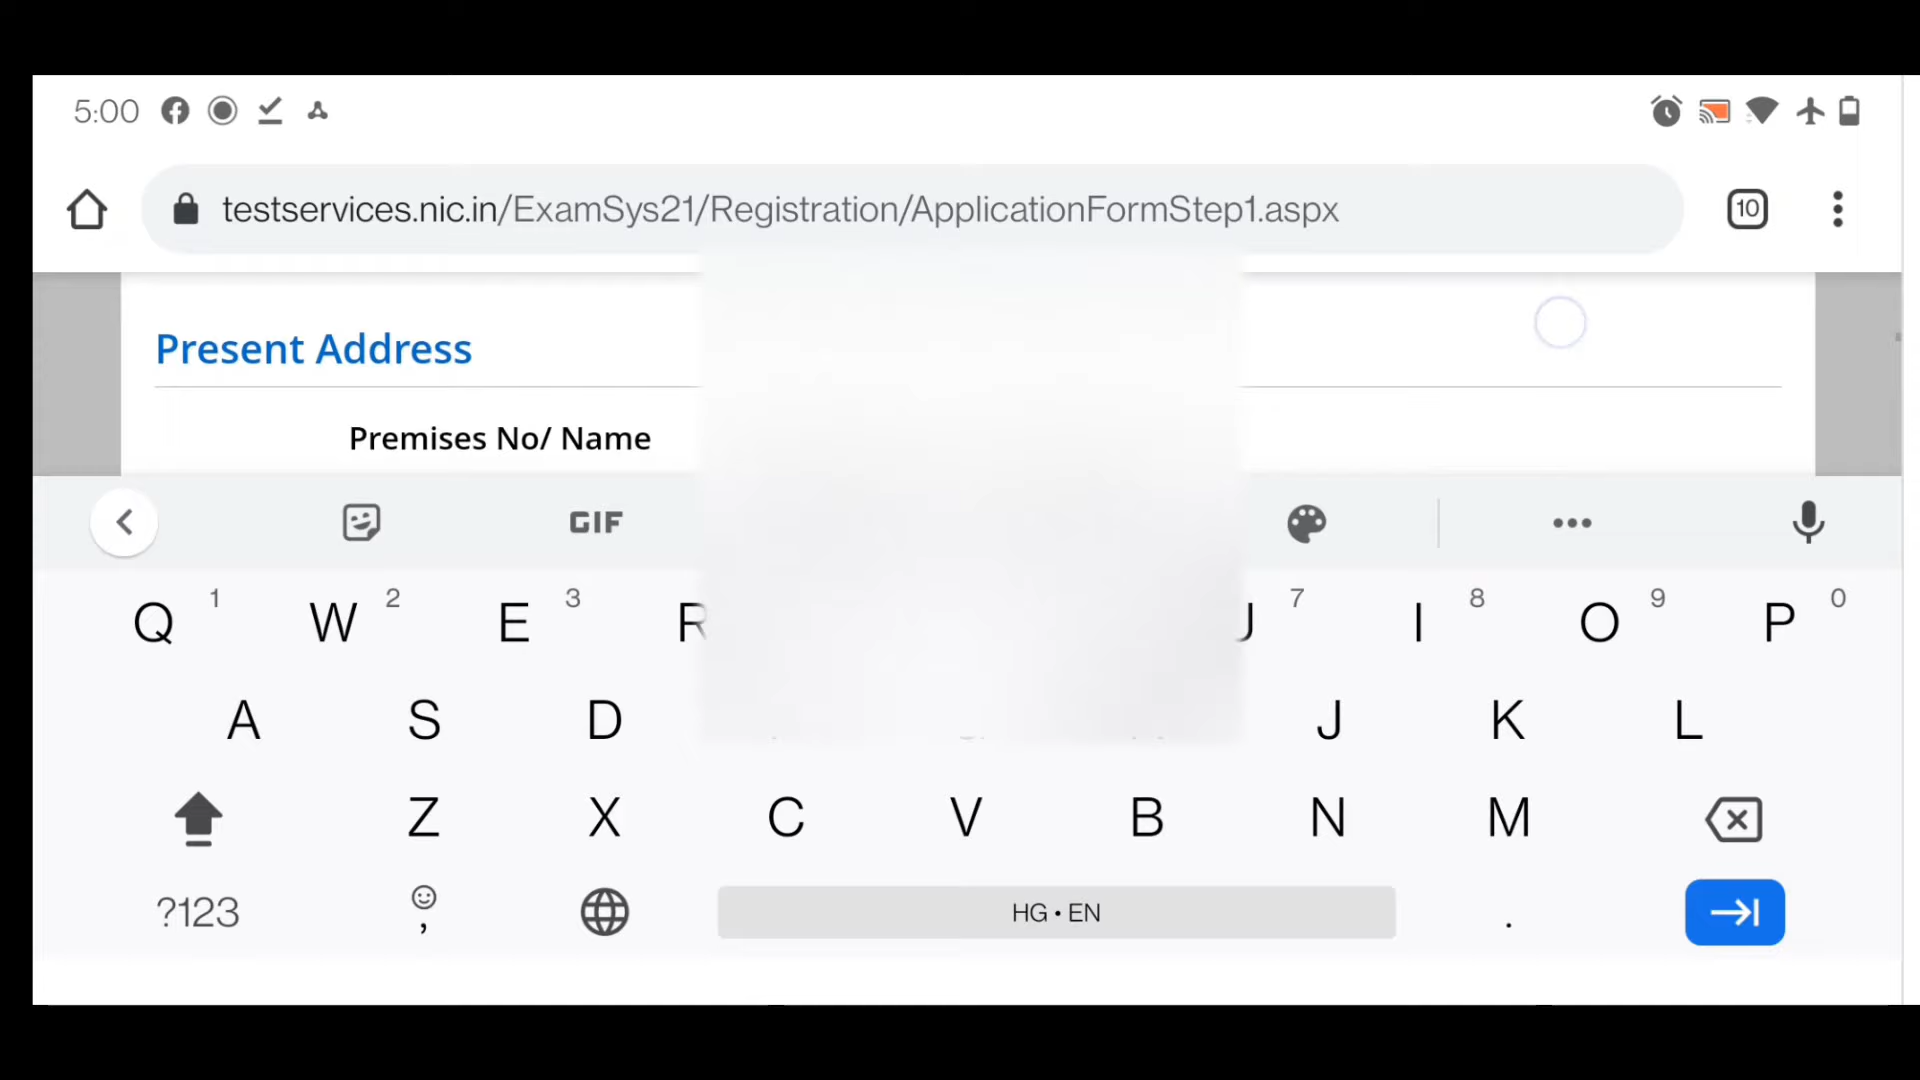 5:00
testservices.nic.in/ExamSys21/Registration/ApplicationFormStep1.aspx
10
Present Address
Premises No/ Name
GIF
Q 1 W 2 E 3 R J 7 I 8 O 9 P 0
A S D J K L
Z X C V B N M
?123 , HG • EN .